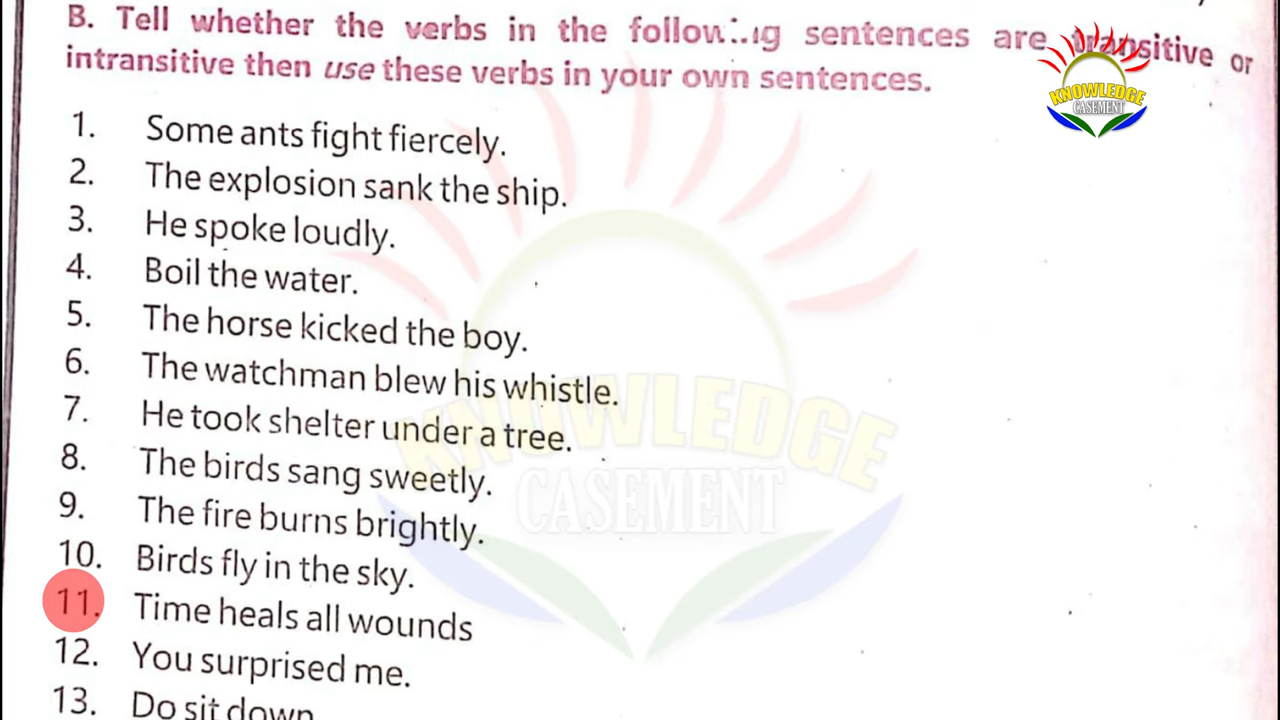 B. Tell whether the verbs in the following sentences are transitive or
intransitive then use these verbs in your own sentences.
KNOWLEDGE
CASEMENT
1. Some ants fight fiercely.
2. The explosion sank the ship.
3. He spoke loudly.
4. Boil the water.
5. The horse kicked the boy.
6. The watchman blew his whistle.
7. He took shelter under a tree.
8. The birds sang sweetly.
9. The fire burns brightly.
10. Birds fly in the sky.
11. Time heals all wounds
12. You surprised me.
13. Do sit down
KNOWLEDGE
CASEMENT